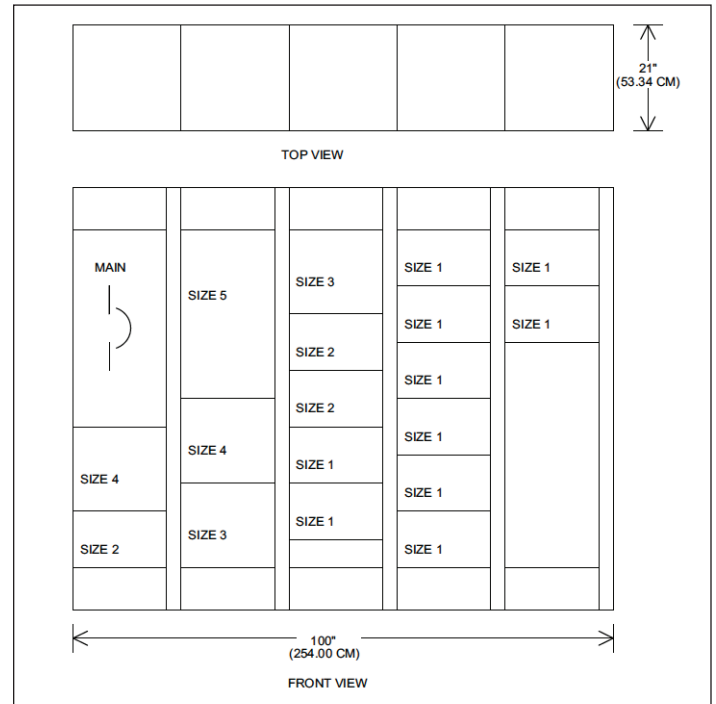 21"
(53.34 CM)
TOP VIEW
MAIN
SIZE 4
SIZE 2
SIZE 5
SIZE 4
SIZE 3
SIZE 3
SIZE 2
SIZE 2
SIZE 1
SIZE 1
SIZE 1
SIZE 1
SIZE 1
SIZE 1
SIZE 1
SIZE 1
SIZE 1
SIZE 1
100"
(254.00 CM)
FRONT VIEW